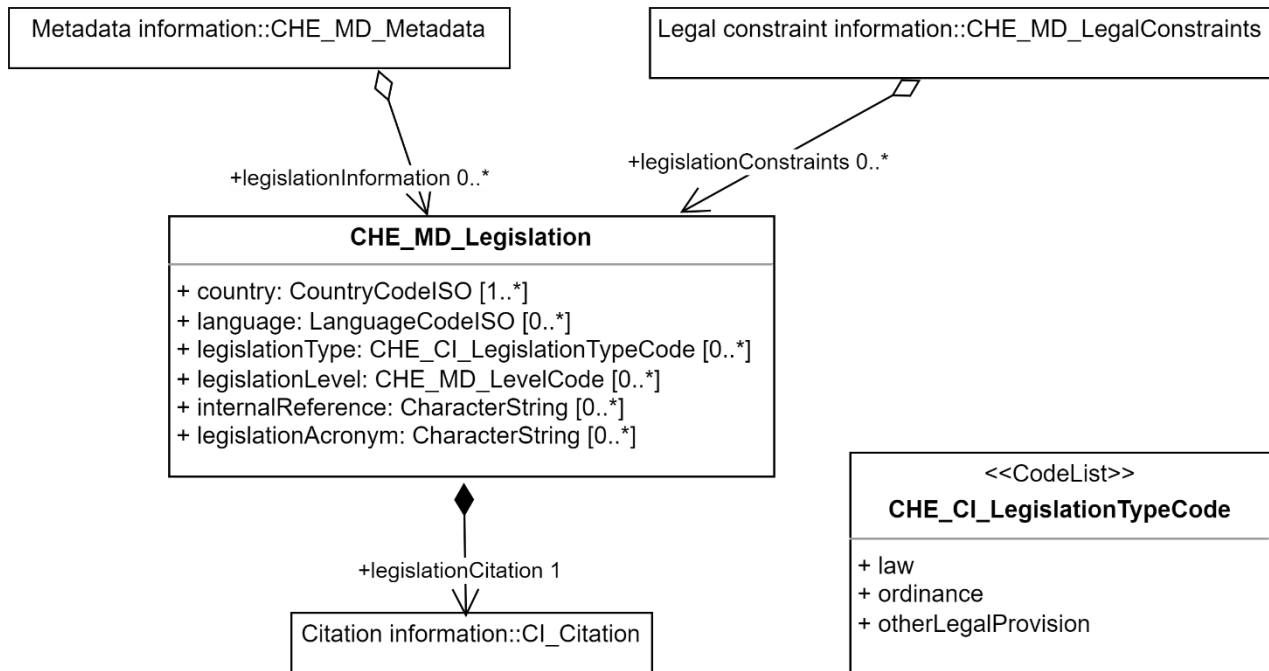 Metadata information::CHE_MD_Metadata
Legal constraint information::CHE_MD_LegalConstraints
+legislationInformation 0..*
+legislationConstraints 0..*
CHE_MD_Legislation
+ country: CountryCodeISO [1..*]
+ language: LanguageCodeISO [0..*]
+ legislationType: CHE_CI_LegislationTypeCode [0..*]
+ legislationLevel: CHE_MD_LevelCode [0..*]
+ internalReference: CharacterString [0..*]
+ legislationAcronym: CharacterString [0..*]
+legislationCitation 1
Citation information::CI_Citation
<<CodeList>>
CHE_CI_LegislationTypeCode
+ law
+ ordinance
+ otherLegalProvision